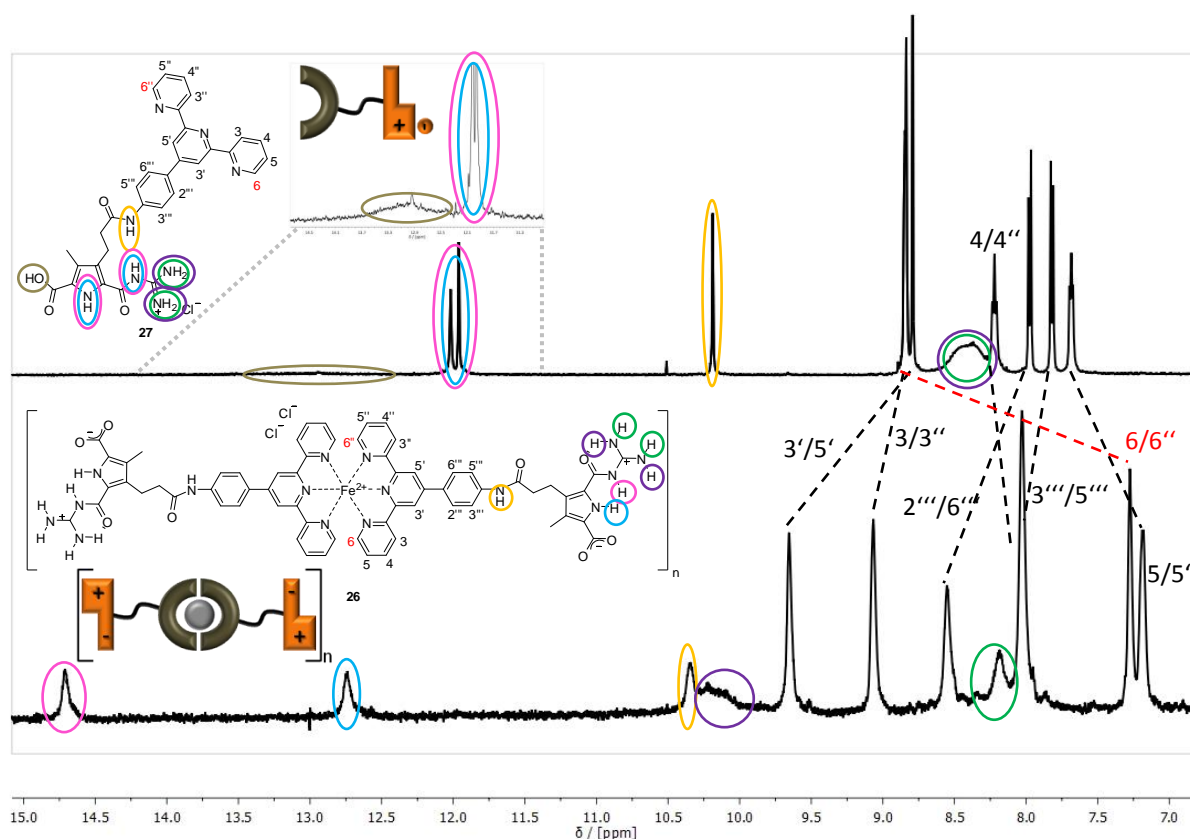 5''
4''
6''
3''
N
N
5'
3
4
N
5
6'''
3'
6
5'''
2'''
O
3'''
N
H
HO
H
N
NH2
N
H
O
O
NH2
+
Cl−
27
+
-
δ / [ppm]
4/4‘‘
3‘/5‘
3/3‘‘
6/6‘‘
2‘‘‘/6‘‘‘
3‘‘‘/5‘‘‘
5/5‘
Cl−
Cl−
5''
4''
6''
3''
5'
6'''
5'''
Fe2+
3'
2'''
3'''
6
3
5
4
n
26
+
-
-
+
n
15.0
14.5
14.0
13.5
13.0
12.5
12.0
11.5
11.0
10.5
10.0
9.5
9.0
8.5
8.0
7.5
7.0
δ / [ppm]